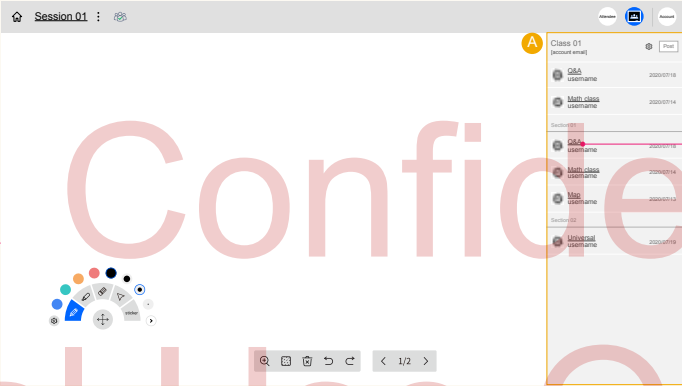 Session 01
Attendee
Account
A
Class 01
[account email]
Post
Q&A
username
2020/07/18
Math class
username
2020/07/14
Section 01
Q&A
username
2020/07/18
Math class
username
2020/07/14
Map
username
2020/07/13
Section 02
Universal
username
2020/07/19
sticker
1/2
Confide